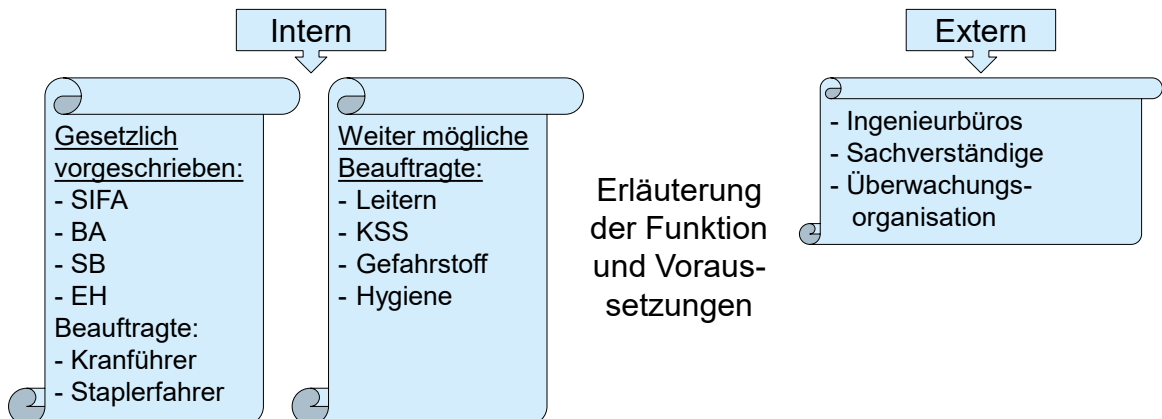 Intern
Gesetzlich
vorgeschrieben:
- SIFA
- BA
- SB
- EH
Beauftragte:
- Kranführer
- Staplerfahrer
Weiter mögliche
Beauftragte:
- Leitern
- KSS
- Gefahrstoff
- Hygiene
Erläuterung
der Funktion
und Voraus-
setzungen
Extern
- Ingenieurbüros
- Sachverständige
- Überwachungs-
organisation